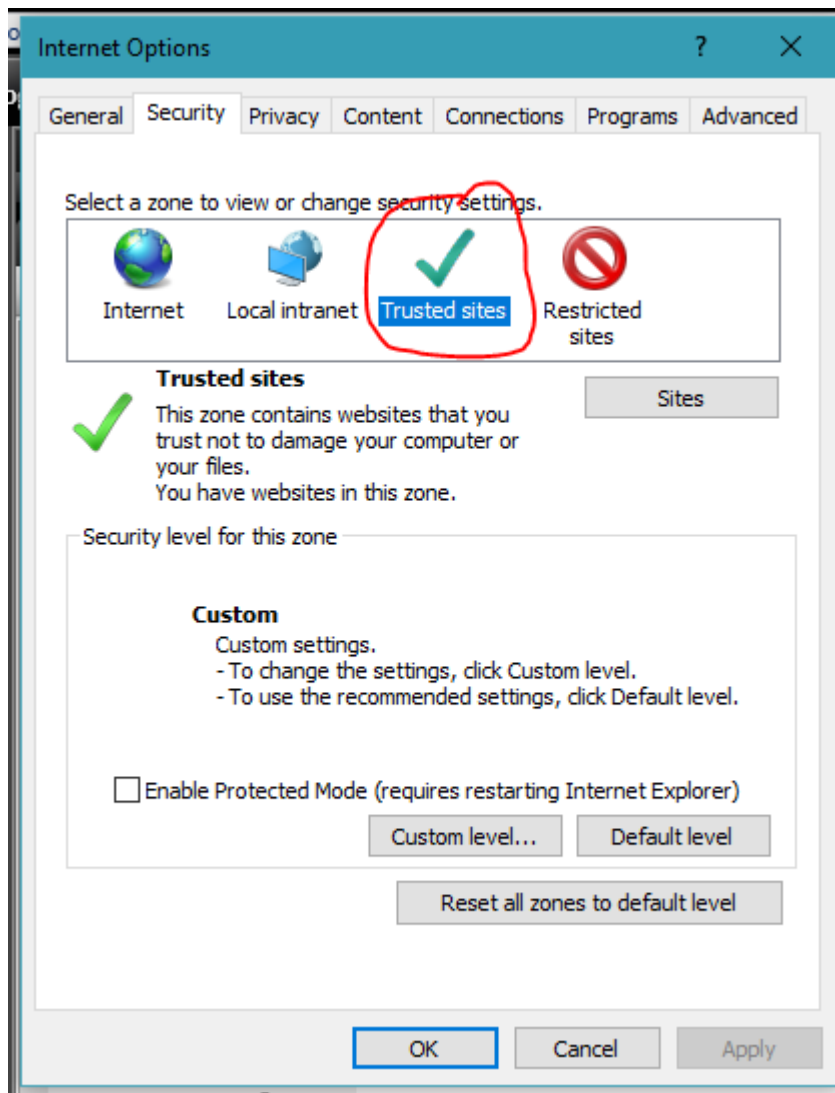 Internet Options
?
General Security Privacy Content Connections Programs Advanced
Select a zone to view or change security settings.
Internet
Local intranet
Trusted sites
Restricted
sites
Trusted sites
This zone contains websites that you
trust not to damage your computer or
your files.
You have websites in this zone.
Sites
Security level for this zone
Custom
Custom settings.
- To change the settings, click Custom level.
- To use the recommended settings, click Default level.
Enable Protected Mode (requires restarting Internet Explorer)
Custom level... Default level
Reset all zones to default level
OK Cancel Apply